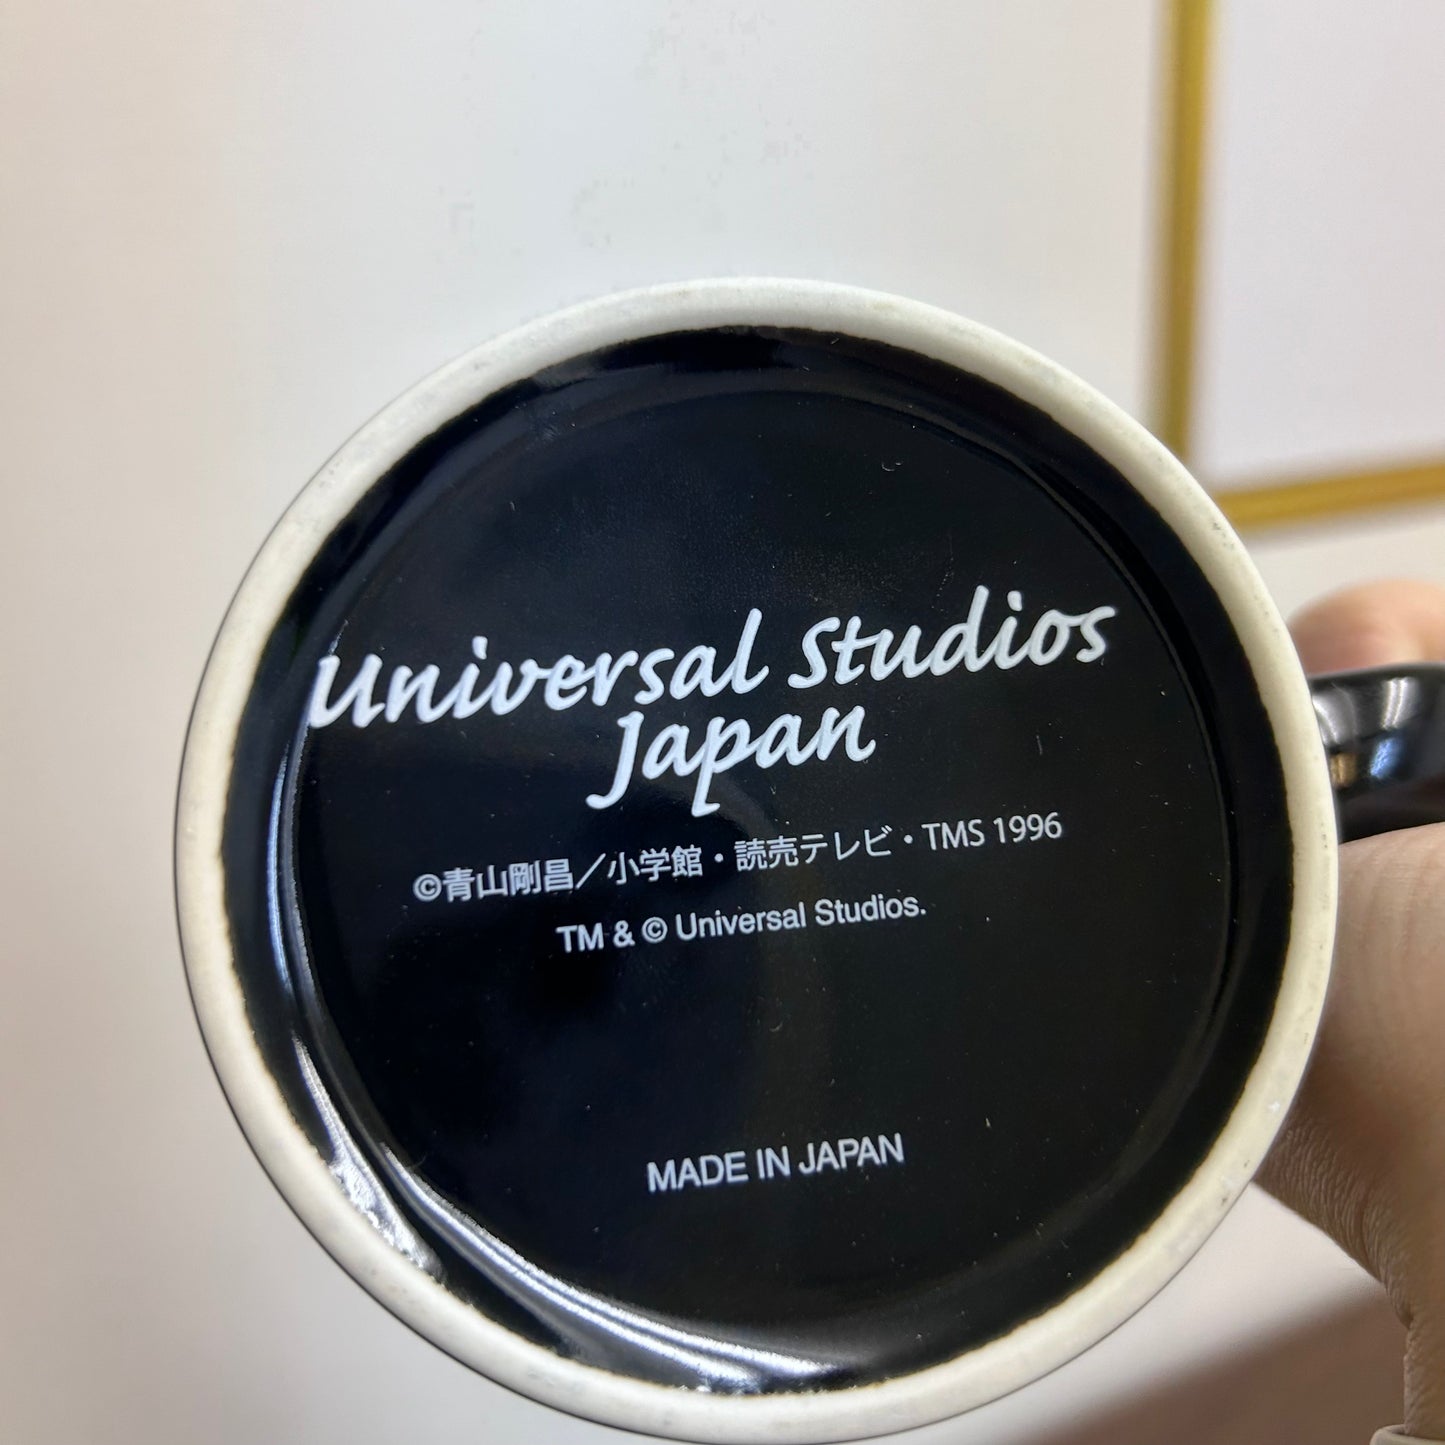 Universal Studios
Japan
©青山剛昌／小学館・読売テレビ・TMS 1996
TM & © Universal Studios.
MADE IN JAPAN